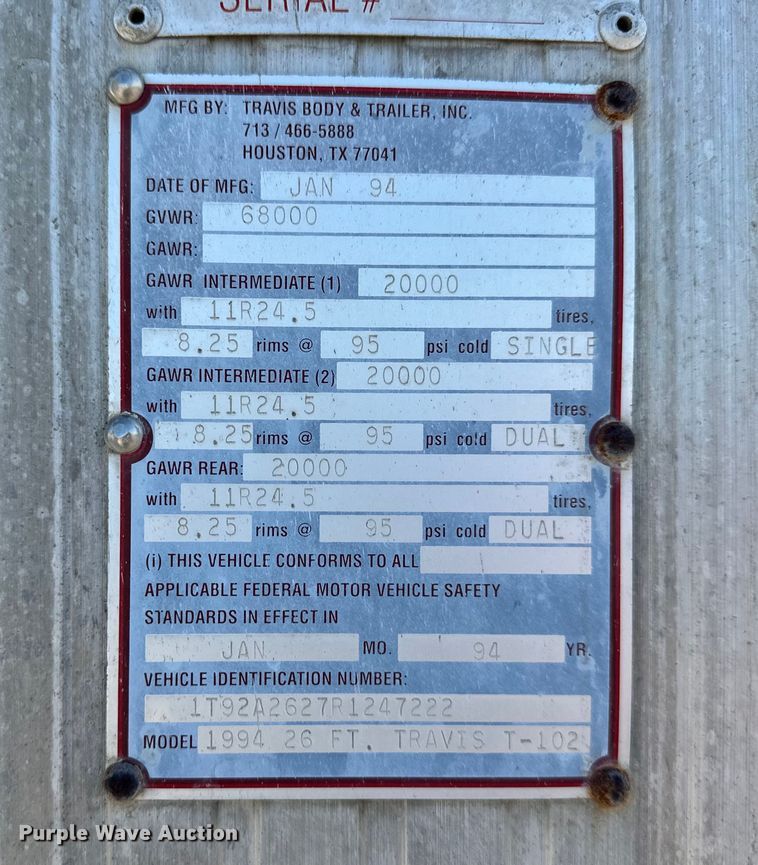 SERIAL #
MFG BY: TRAVIS BODY & TRAILER, INC.
713 / 466-5888
HOUSTON, TX 77041
DATE OF MFG: JAN 94
GVWR: 68000
GAWR:
GAWR INTERMEDIATE (1) 20000
with 11R24.5 tires,
8.25 rims @ 95 psi cold SINGLE
GAWR INTERMEDIATE (2) 20000
with 11R24.5 tires,
8.25 rims @ 95 psi cold DUAL
GAWR REAR: 20000
with 11R24.5 tires,
8.25 rims @ 95 psi cold DUAL
(i) THIS VEHICLE CONFORMS TO ALL
APPLICABLE FEDERAL MOTOR VEHICLE SAFETY
STANDARDS IN EFFECT IN
JAN MO. 94 YR.
VEHICLE IDENTIFICATION NUMBER:
1T92A2627R1247222
MODEL 1994 26 FT. TRAVIS T-102
Purple Wave Auction